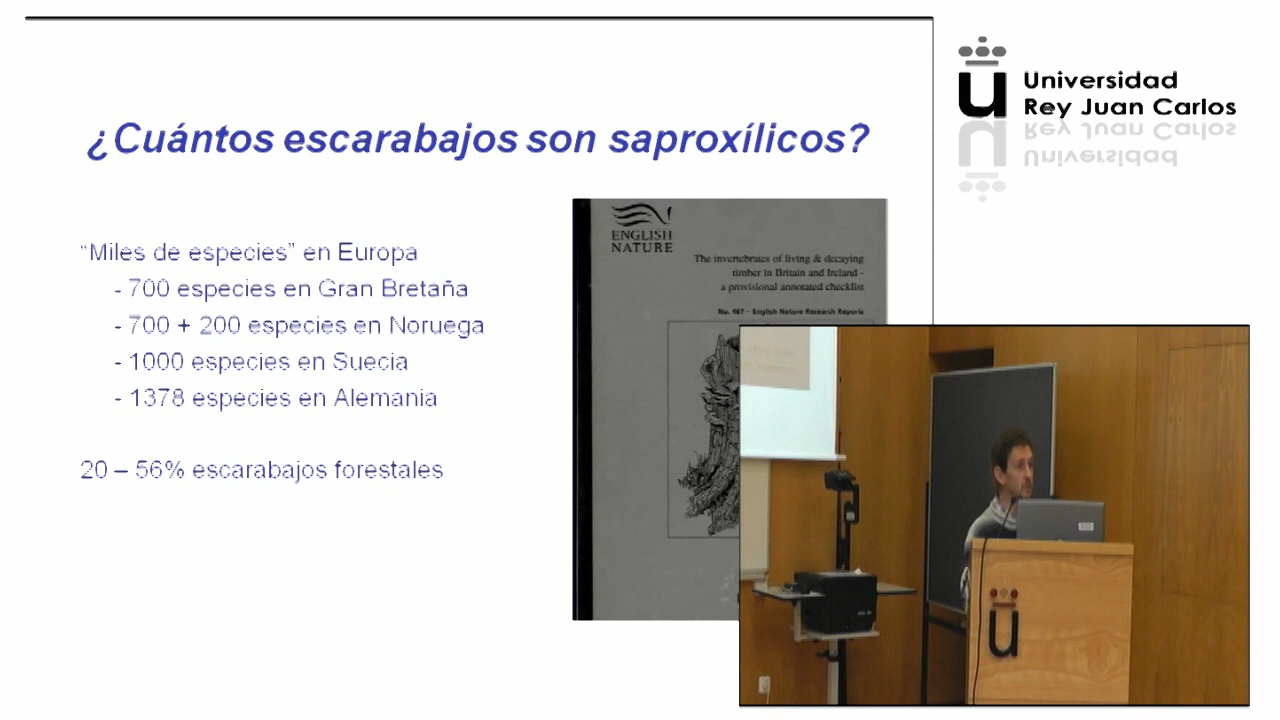 ¿Cuántos escarabajos son saproxílicos?
“Miles de especies” en Europa
- 700 especies en Gran Bretaña
- 700 + 200 especies en Noruega
- 1000 especies en Suecia
- 1378 especies en Alemania
20 – 56% escarabajos forestales
ENGLISH
NATURE
The invertebrates of living & decaying
timber in Britain and Ireland -
a provisional annotated checklist
No. 467 - English Nature Research Reports
Universidad
Rey Juan Carlos